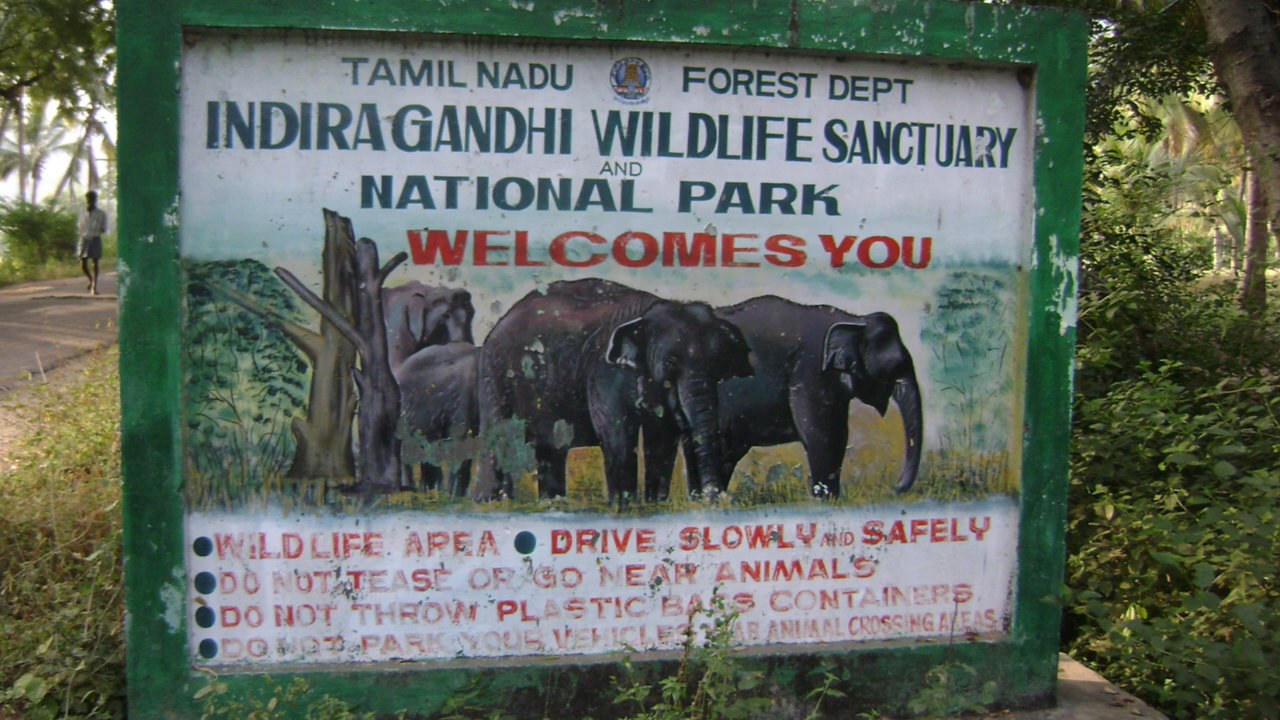 TAMIL NADU FOREST DEPT
INDIRA GANDHI WILDLIFE SANCTUARY
AND
NATIONAL PARK
WELCOMES YOU
● WILDLIFE AREA ● DRIVE SLOWLY AND SAFELY
● DO NOT TEASE OR GO NEAR ANIMALS
● DO NOT THROW PLASTIC BAGS CONTAINERS
● DO NOT PARK YOUR VEHICLES NEAR ANIMAL CROSSING AREAS